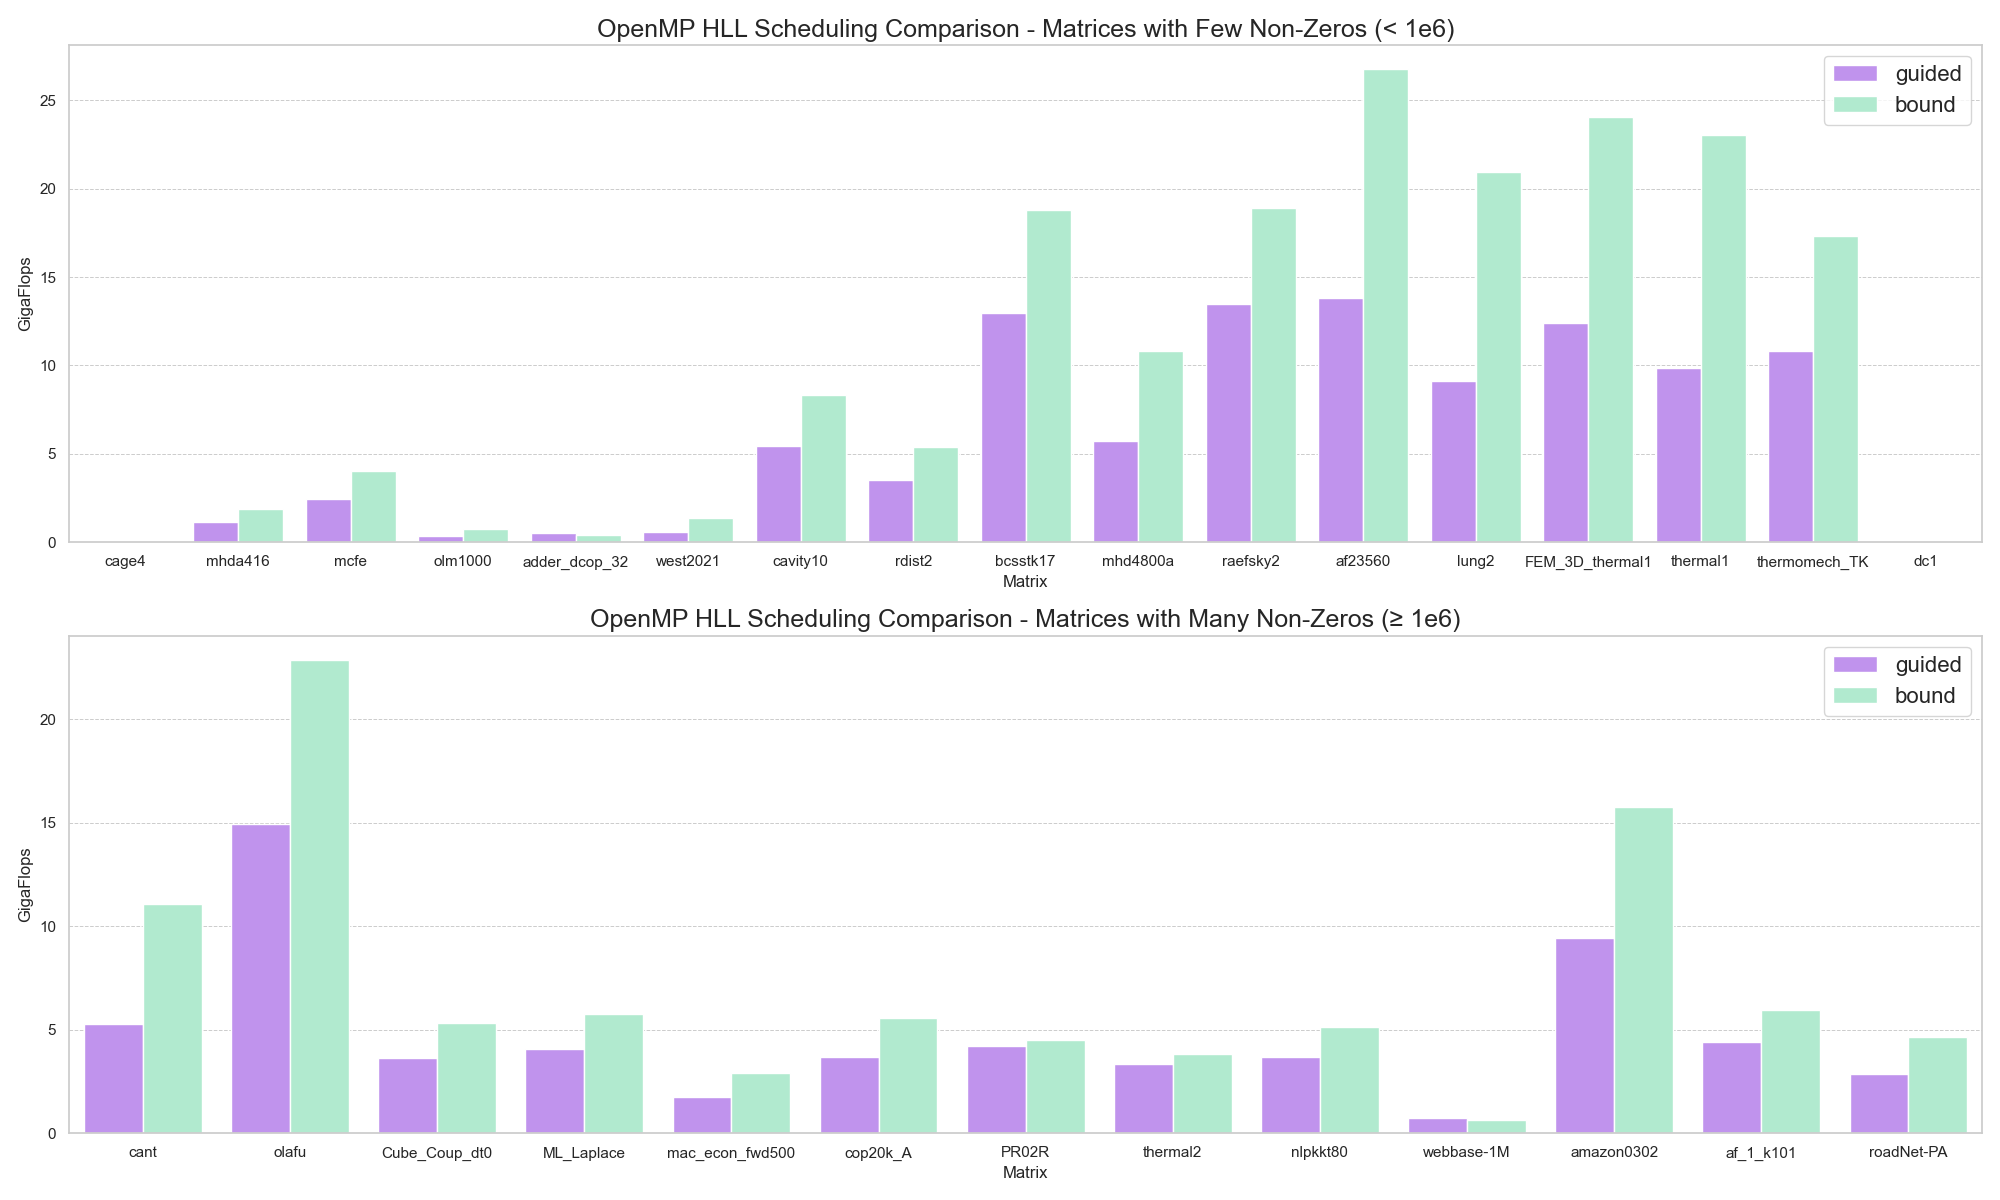 OpenMP HLL Scheduling Comparison - Matrices with Few Non-Zeros (< 1e6)
guided
bound
25
20
15
10
5
0
GigaFlops
cage4 mhda416 mcfe olm1000 adder_dcop_32 west2021 cavity10 rdist2 bcsstk17 mhd4800a raefsky2 af23560 lung2 FEM_3D_thermal1 thermal1 thermomech_TK dc1
Matrix
OpenMP HLL Scheduling Comparison - Matrices with Many Non-Zeros (≥ 1e6)
guided
bound
20
15
10
5
0
GigaFlops
cant olafu Cube_Coup_dt0 ML_Laplace mac_econ_fwd500 cop20k_A PR02R thermal2 nlpkkt80 webbase-1M amazon0302 af_1_k101 roadNet-PA
Matrix